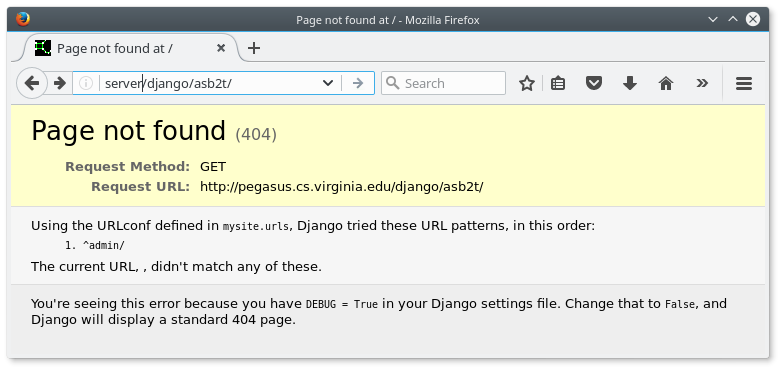 Page not found at / - Mozilla Firefox
Page not found at /
server/django/asb2t/
Search
Page not found (404)
Request Method: GET
Request URL: http://pegasus.cs.virginia.edu/django/asb2t/
Using the URLconf defined in mysite.urls, Django tried these URL patterns, in this order:
1. ^admin/
The current URL, , didn't match any of these.
You're seeing this error because you have DEBUG = True in your Django settings file. Change that to False, and
Django will display a standard 404 page.